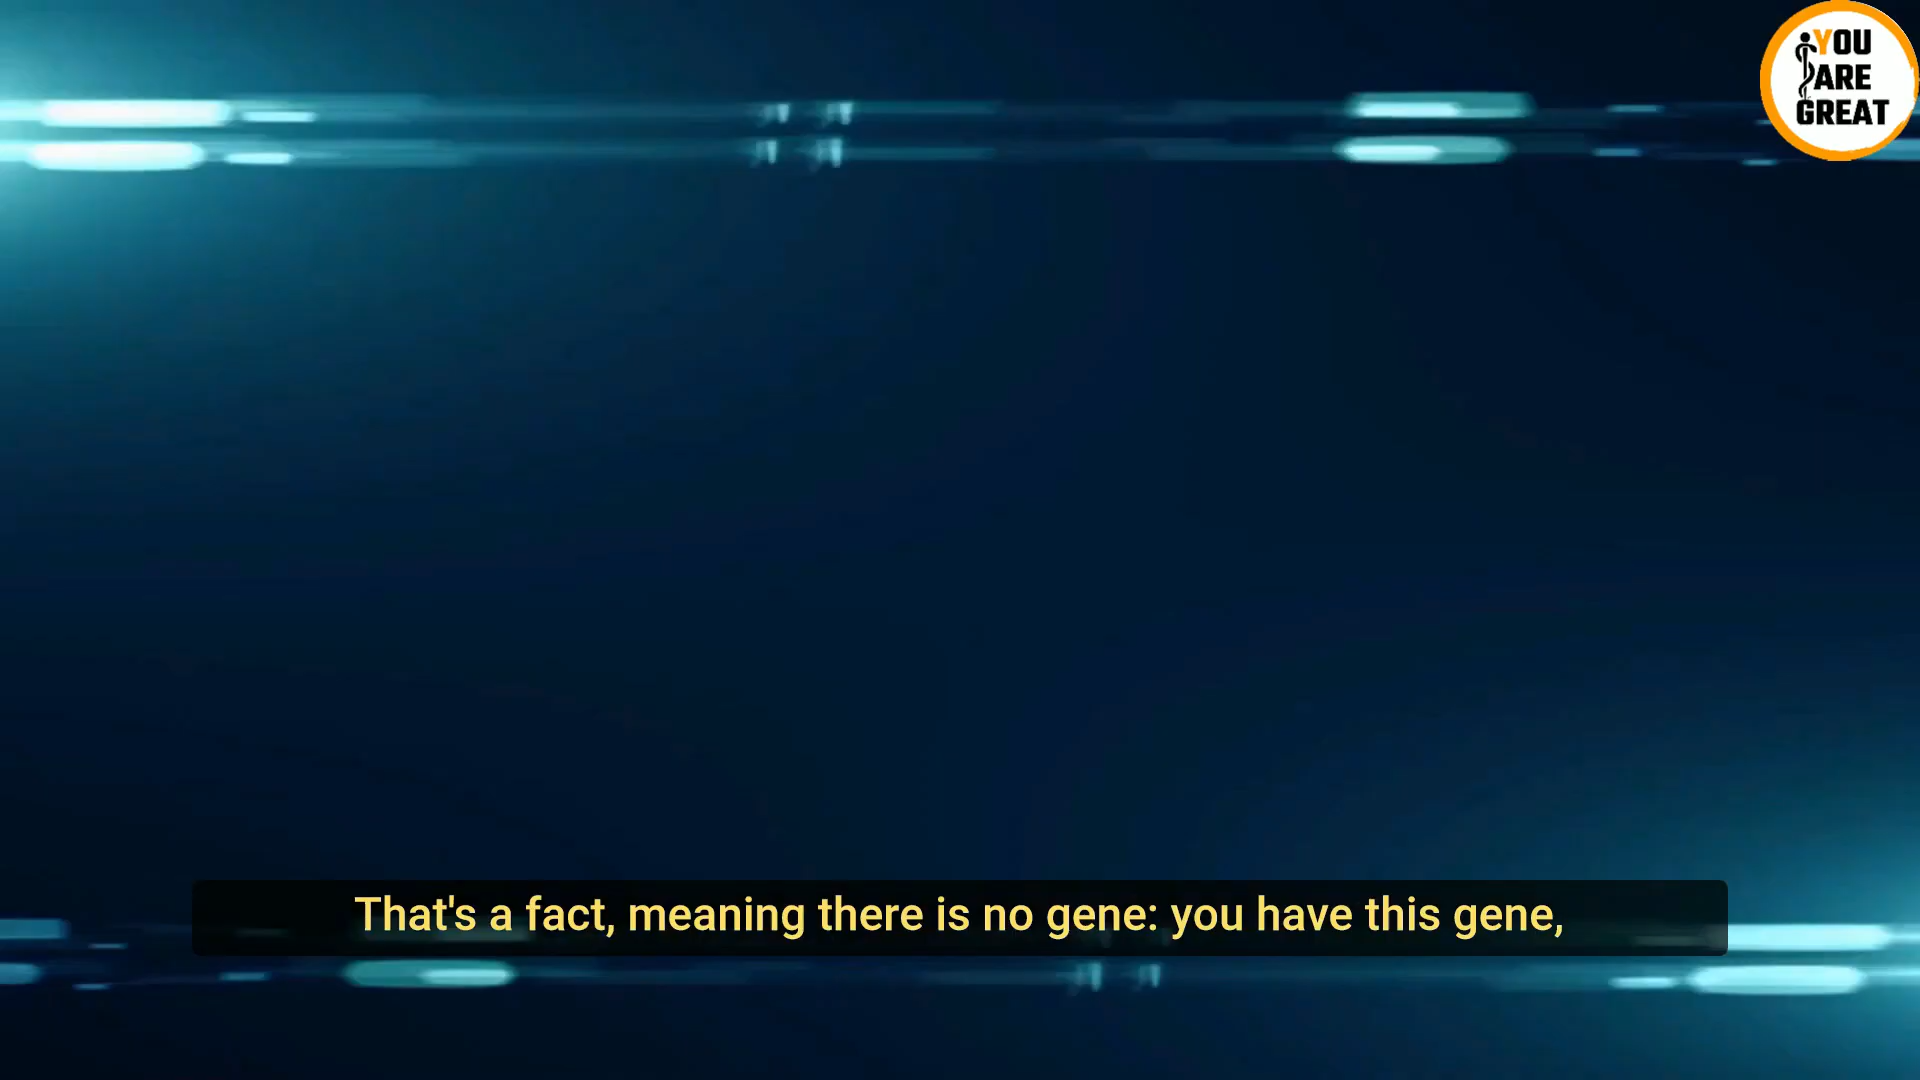 YOU
ARE
GREAT
That's a fact, meaning there is no gene: you have this gene,